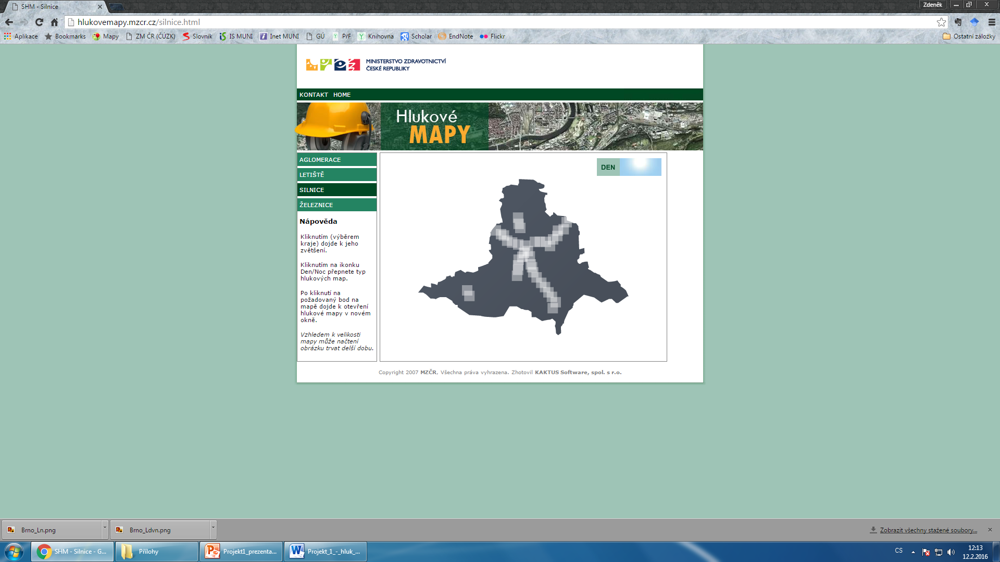 SHM - Silnice
Zdeněk
hlukovemapy.mzcr.cz/silnice.html
Aplikace Bookmarks Mapy ZM ČR (ČÚZK) Slovník IS MUNI Inet MUNI GÚ PřF Knihovna Scholar EndNote Flickr Ostatní záložky
MINISTERSTVO ZDRAVOTNICTVÍ
ČESKÉ REPUBLIKY
KONTAKT HOME
Hlukové
MAPY
AGLOMERACE
LETIŠTĚ
SILNICE
ŽELEZNICE
DEN
Nápověda
Kliknutím (výběrem
kraje) dojde k jeho
zvětšení.
Kliknutím na ikonku
Den/Noc přepnete typ
hlukových map.
Po kliknutí na
požadovaný bod na
mapě dojde k otevření
hlukové mapy v novém
okně.
Vzhledem k velikosti
mapy může načtení
obrázku trvat delší dobu.
Copyright 2007 MZČR, Všechna práva vyhrazena. Zhotovil KAKTUS Software, spol. s r.o.
Brno_Ln.png Brno_Ldvn.png Zobrazit všechny stažené soubory...
SHM - Silnice - G... Přílohy Projekt1_prezenta... Projekt_1_-_hluk_... CS 12:13
12.2.2016